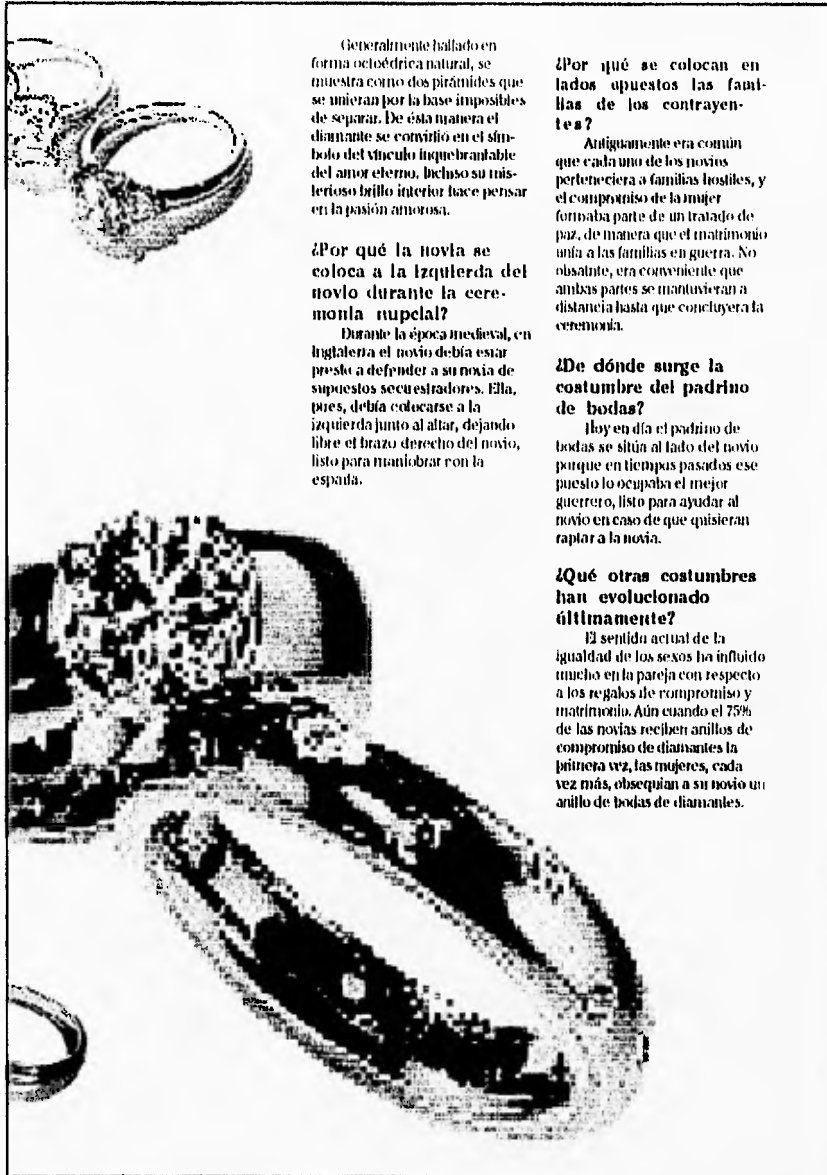 Generalmente hallado en
forma octoédrica natural, se
muestra como dos pirámides que
se unieran por la base imposibles
de separar. De ésta manera el
diamante se convirtió en el sím-
bolo del vínculo inquebrantable
del amor eterno. Incluso su mis-
terioso brillo interior hace pensar
en la pasión amorosa.
¿Por qué la novia se
coloca a la izquierda del
novio durante la cere-
monia nupcial?
Durante la época medieval, en
Inglaterra el novio debía estar
presto a defender a su novia de
supuestos secuestradores. Ella,
pues, debía colocarse a la
izquierda junto al altar, dejando
libre el brazo derecho del novio,
listo para maniobrar con la
espada.
¿Por qué se colocan en
lados opuestos las fami-
lias de los contrayen-
tes?
Antiguamente era común
que cada uno de los novios
perteneciera a familias hostiles, y
el compromiso de la mujer
formaba parte de un tratado de
paz, de manera que el matrimonio
unía a las familias en guerra. No
obsatnte, era conveniente que
ambas partes se mantuvieran a
distancia hasta que concluyera la
ceremonia.
¿De dónde surge la
costumbre del padrino
de bodas?
Hoy en día el padrino de
bodas se sitúa al lado del novio
porque en tiempos pasados ese
puesto lo ocupaba el mejor
guerrero, listo para ayudar al
novio en caso de que quisieran
raptar a la novia.
¿Qué otras costumbres
han evolucionado
últimamente?
El sentido actual de la
igualdad de los sexos ha influido
mucho en la pareja con respecto
a los regalos de compromiso y
matrimonio. Aún cuando el 75%
de las novias reciben anillos de
compromiso de diamantes la
primera vez, las mujeres, cada
vez más, obsequian a su novio un
anillo de bodas de diamantes.